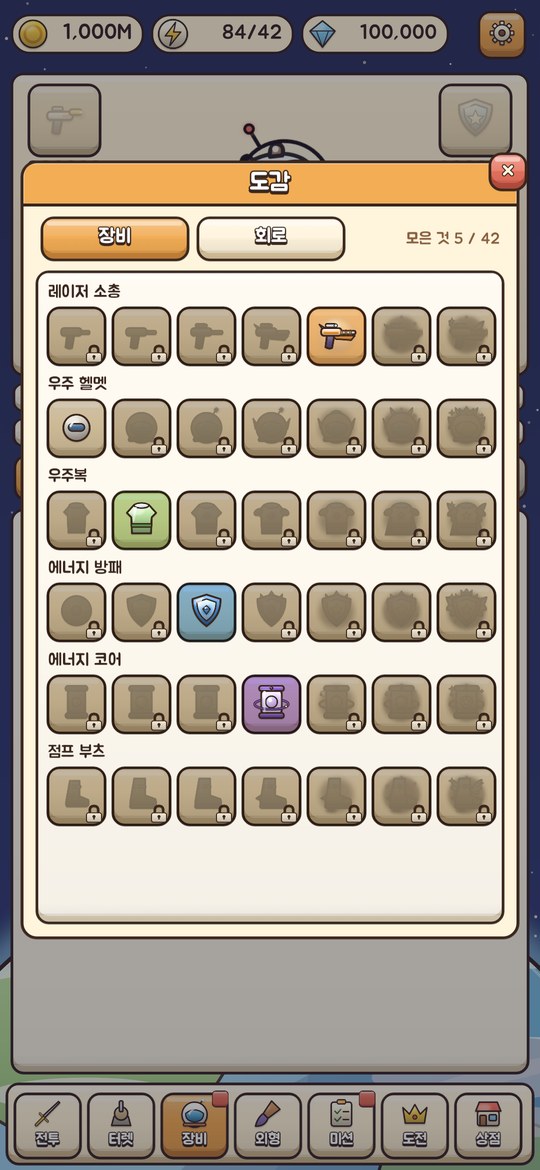 1,000M 84/42 100,000
도감
장비 회로 모은 것 5 / 42
레이저 소총
우주 헬멧
우주복
에너지 방패
에너지 코어
점프 부츠
전투 터렛 장비 외형 미션 도전 상점